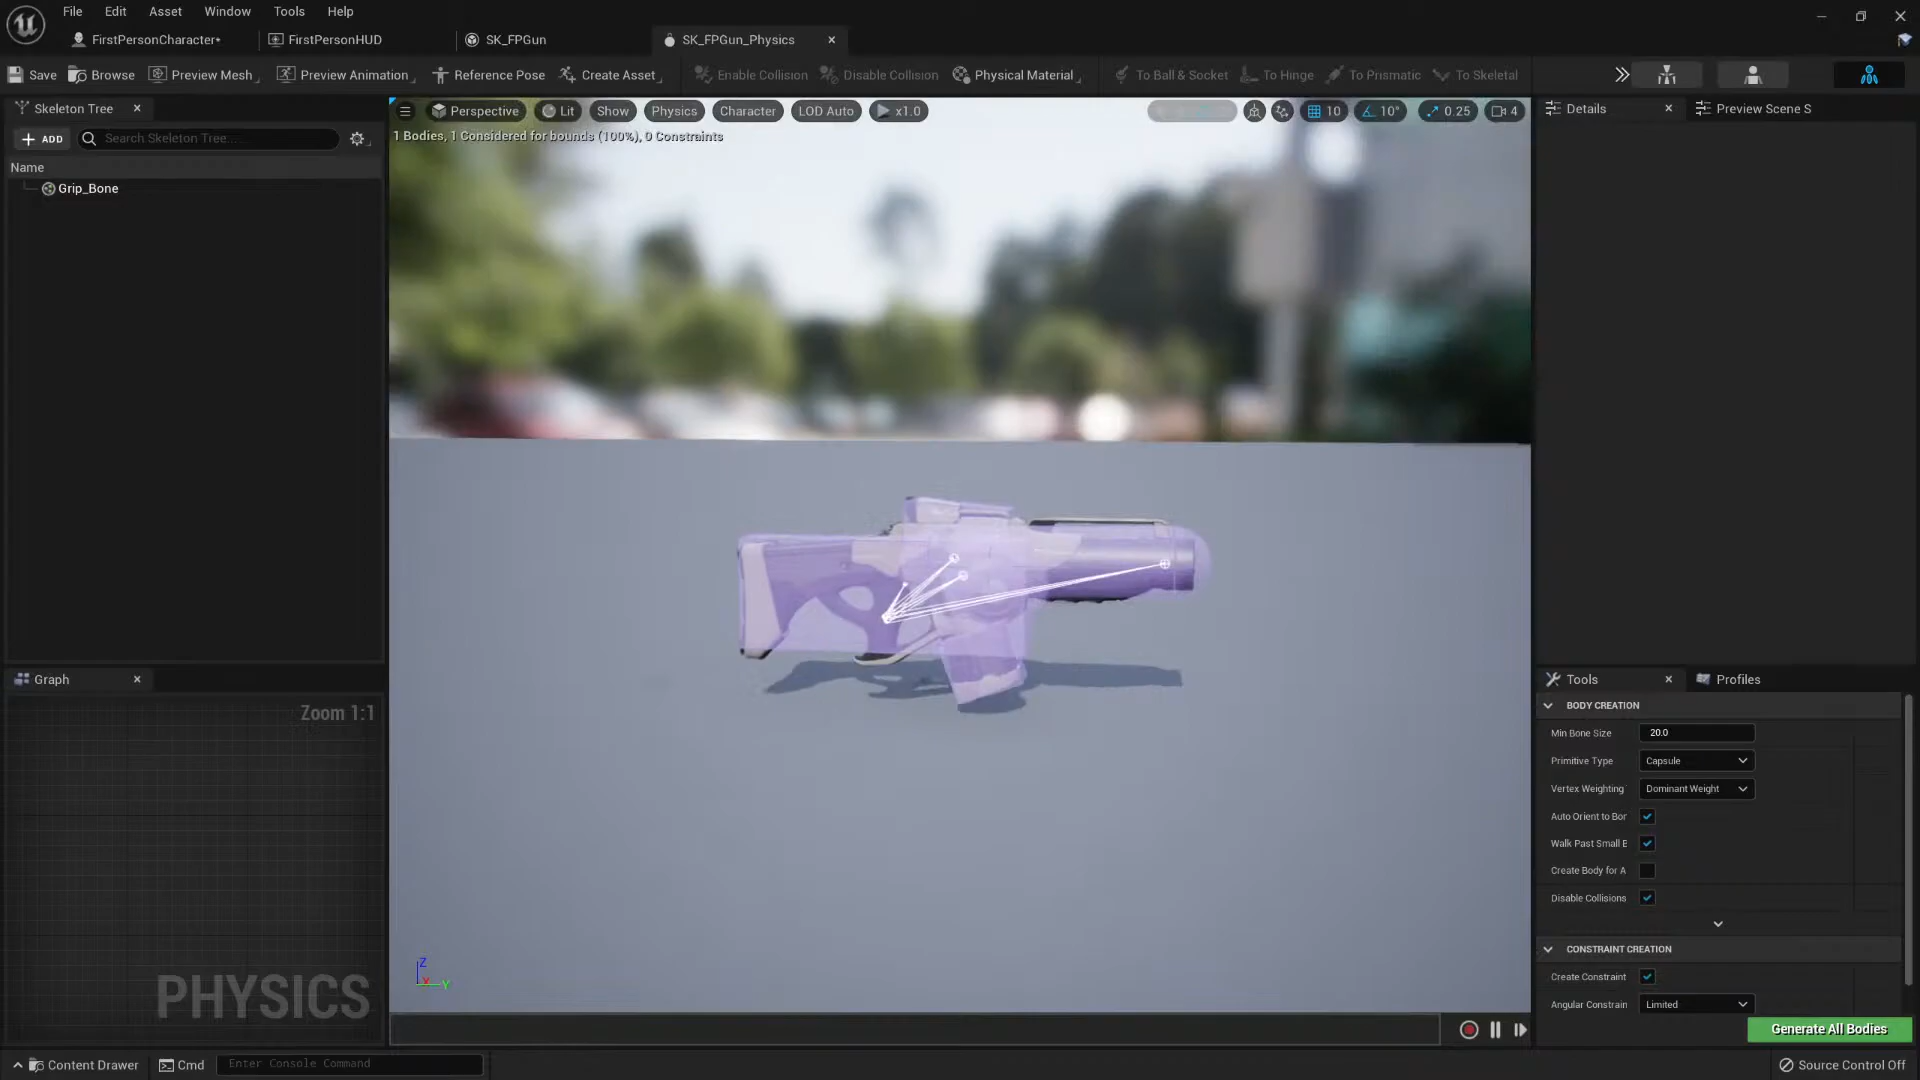 File Edit Asset Window Tools Help
FirstPersonCharacter• FirstPersonHUD SK_FPGun SK_FPGun_Physics
Save Browse Preview Mesh Preview Animation Reference Pose Create Asset Enable Collision Disable Collision Physical Material To Ball & Socket To Hinge To Prismatic To Skeletal
Skeleton Tree
ADD Search Skeleton Tree...
Name
Grip_Bone
Perspective Lit Show Physics Character LOD Auto x1.0 10 10° 0.25 4
1 Bodies, 1 Considered for bounds (100%), 0 Constraints
Z
X
Y
Details Preview Scene S
Graph
Zoom 1:1
PHYSICS
Tools Profiles
BODY CREATION
Min Bone Size 20.0
Primitive Type Capsule
Vertex Weighting Dominant Weight
Auto Orient to Bor
Walk Past Small E
Create Body for A
Disable Collisions
CONSTRAINT CREATION
Create Constraint
Angular Constrain Limited
Generate All Bodies
Content Drawer Cmd Enter Console Command Source Control Off